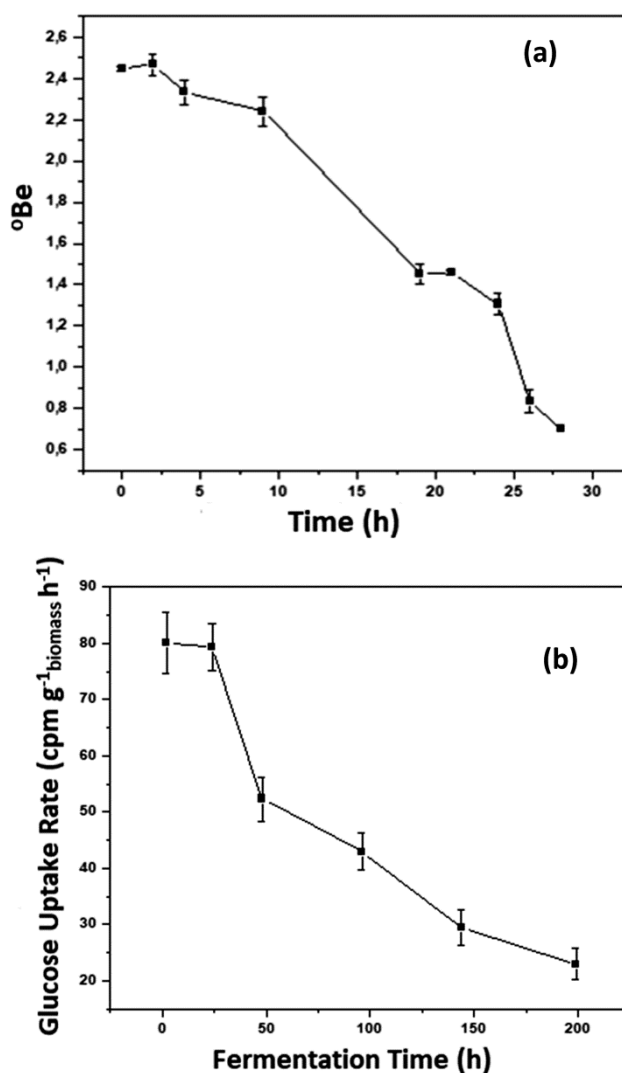 (a)
2,6
2,4
2,2
2,0
1,8
1,6
1,4
1,2
1,0
0,8
0,6
ºBe
0 5 10 15 20 25 30
Time (h)
(b)
90
80
70
60
50
40
30
20
Glucose Uptake Rate (cpm g⁻¹biomass h⁻¹)
0 50 100 150 200
Fermentation Time (h)